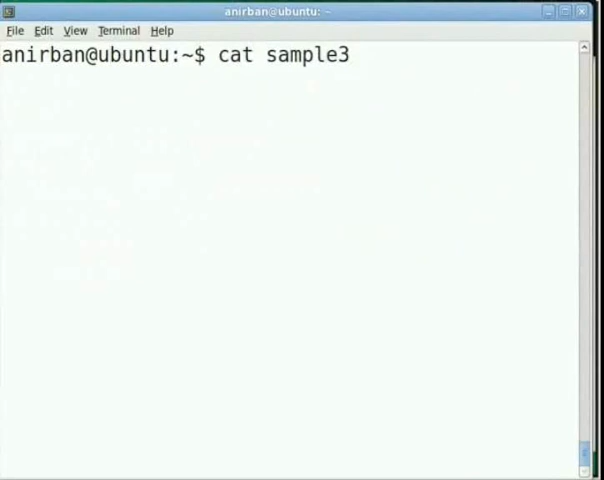 anirban@ubuntu: ~
File Edit View Terminal Help
anirban@ubuntu:~$ cat sample3